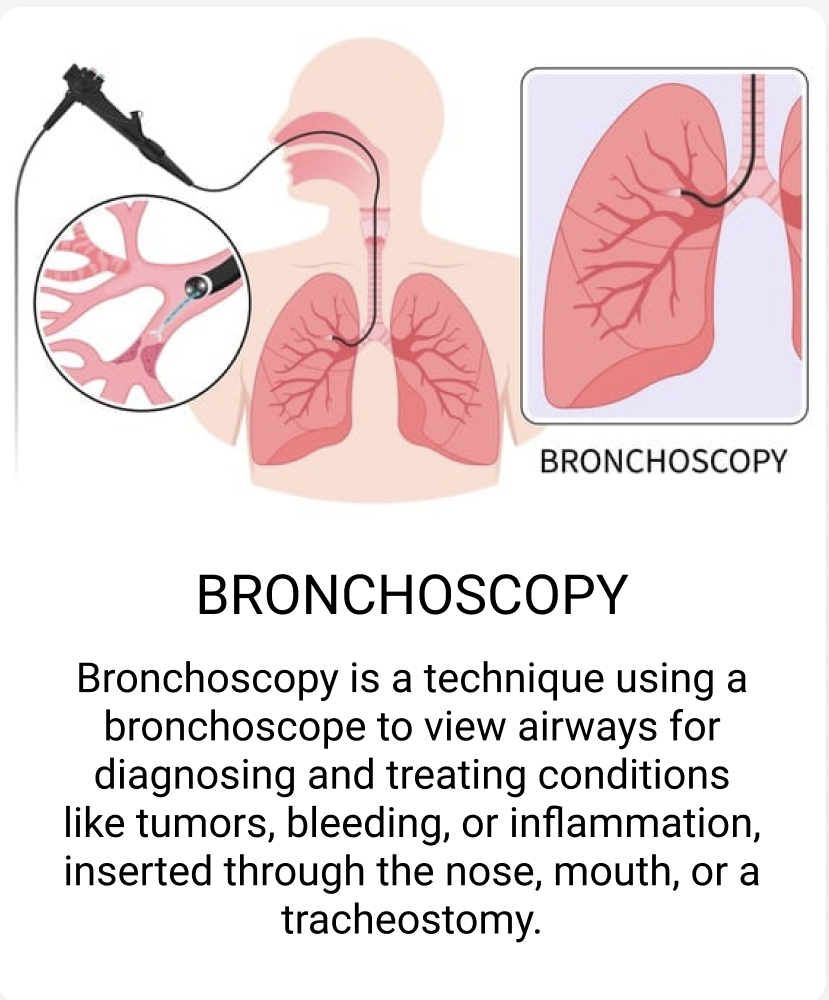 BRONCHOSCOPY
BRONCHOSCOPY
Bronchoscopy is a technique using a
bronchoscope to view airways for
diagnosing and treating conditions
like tumors, bleeding, or inflammation,
inserted through the nose, mouth, or a
tracheostomy.